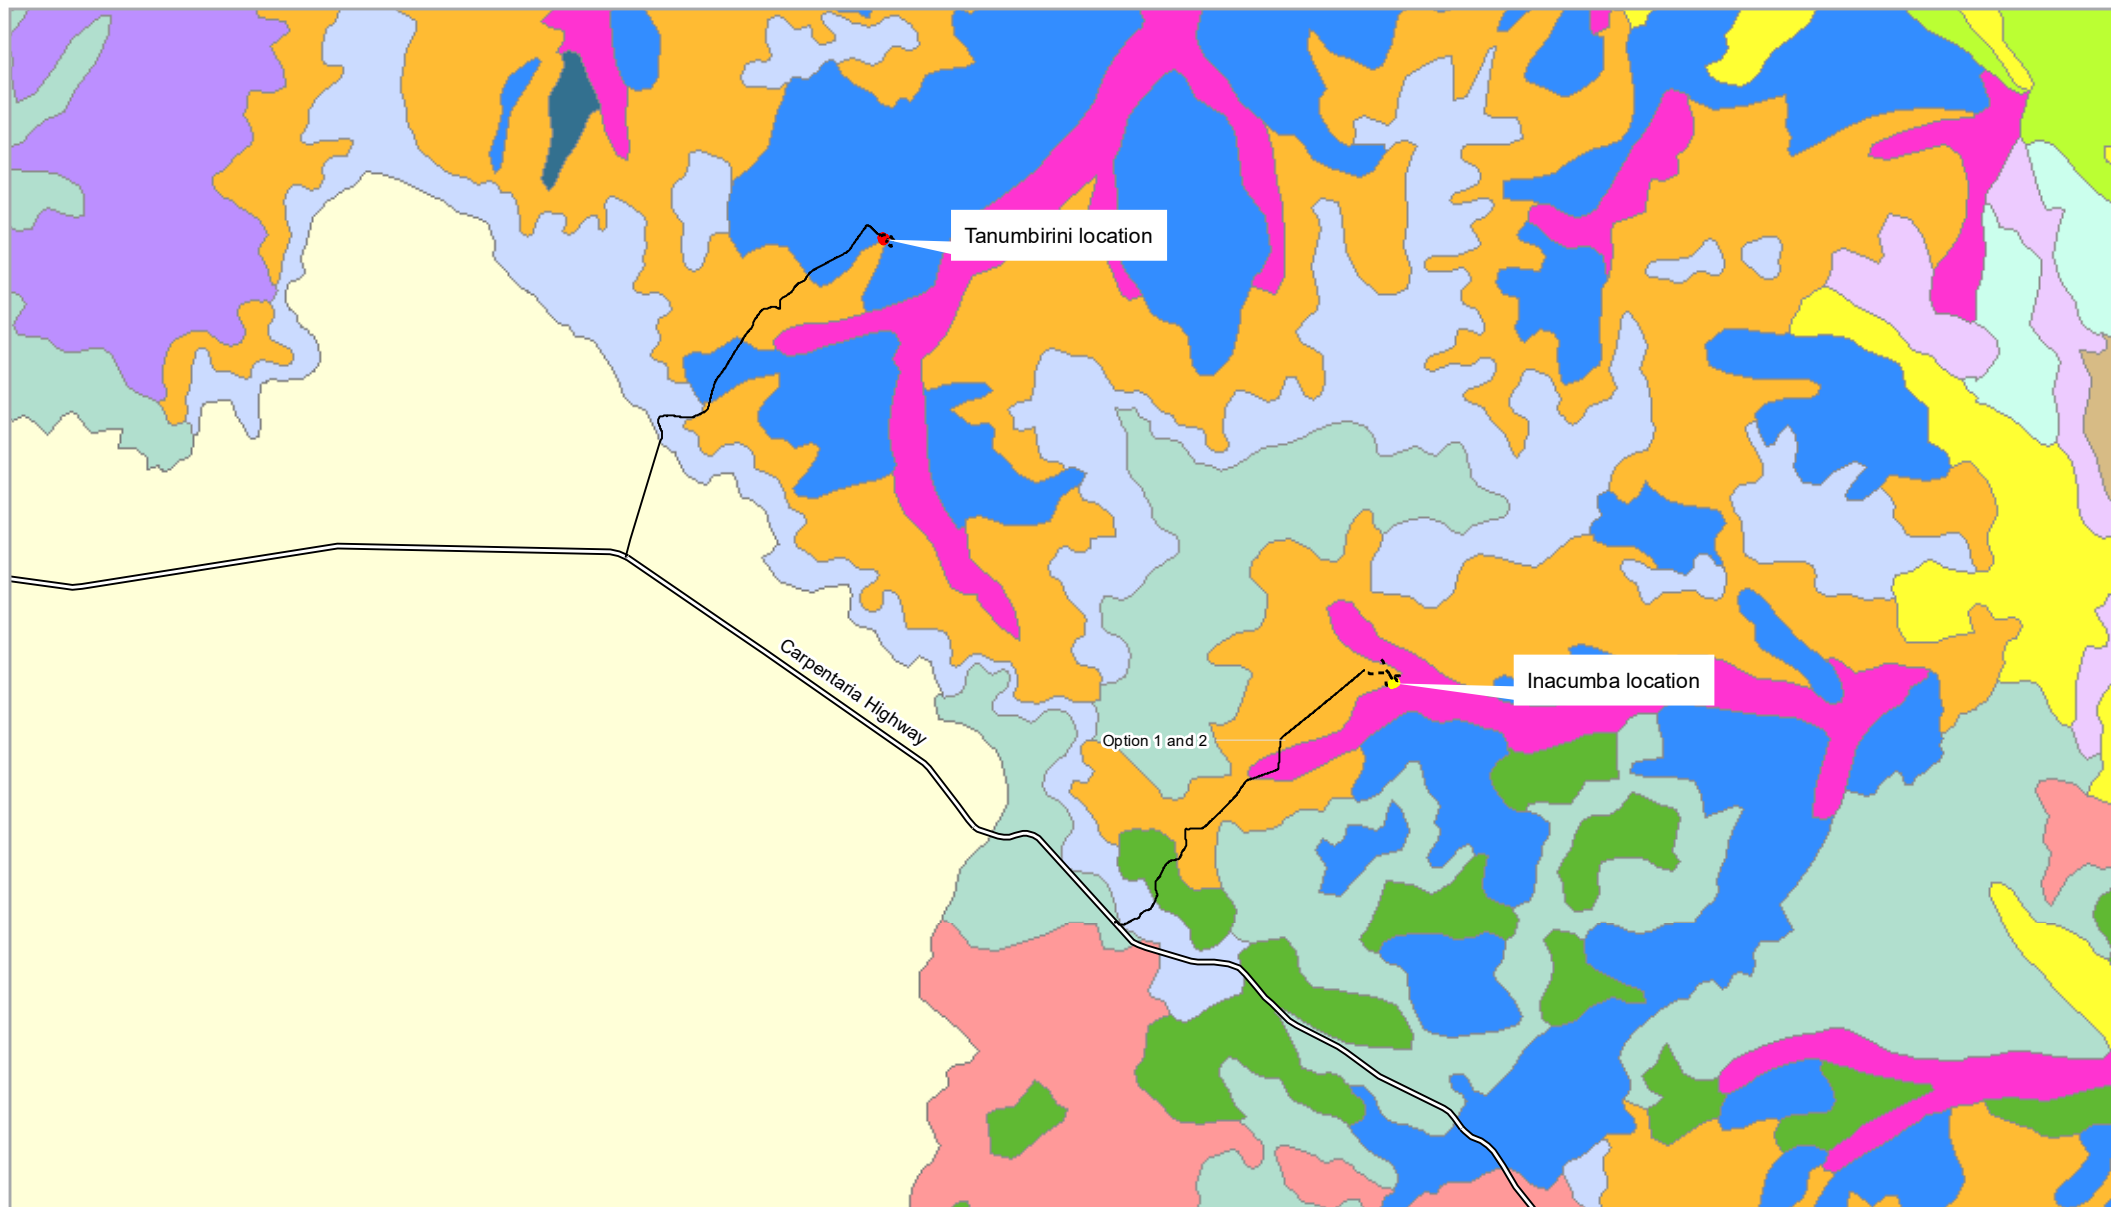 Tanumbirini location
Carpentaria Highway
Inacumba location
Option 1 and 2